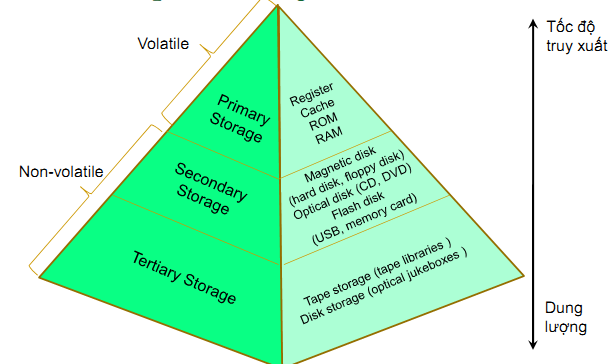 Volatile
Non-volatile
Primary
Storage
Secondary
Storage
Tertiary Storage
Register
Cache
ROM
RAM
Magnetic disk
(hard disk, floppy disk)
Optical disk (CD, DVD)
Flash disk
(USB, memory card)
Tape storage (tape libraries )
Disk storage (optical jukeboxes )
Tốc độ
truy xuất
Dung
lượng